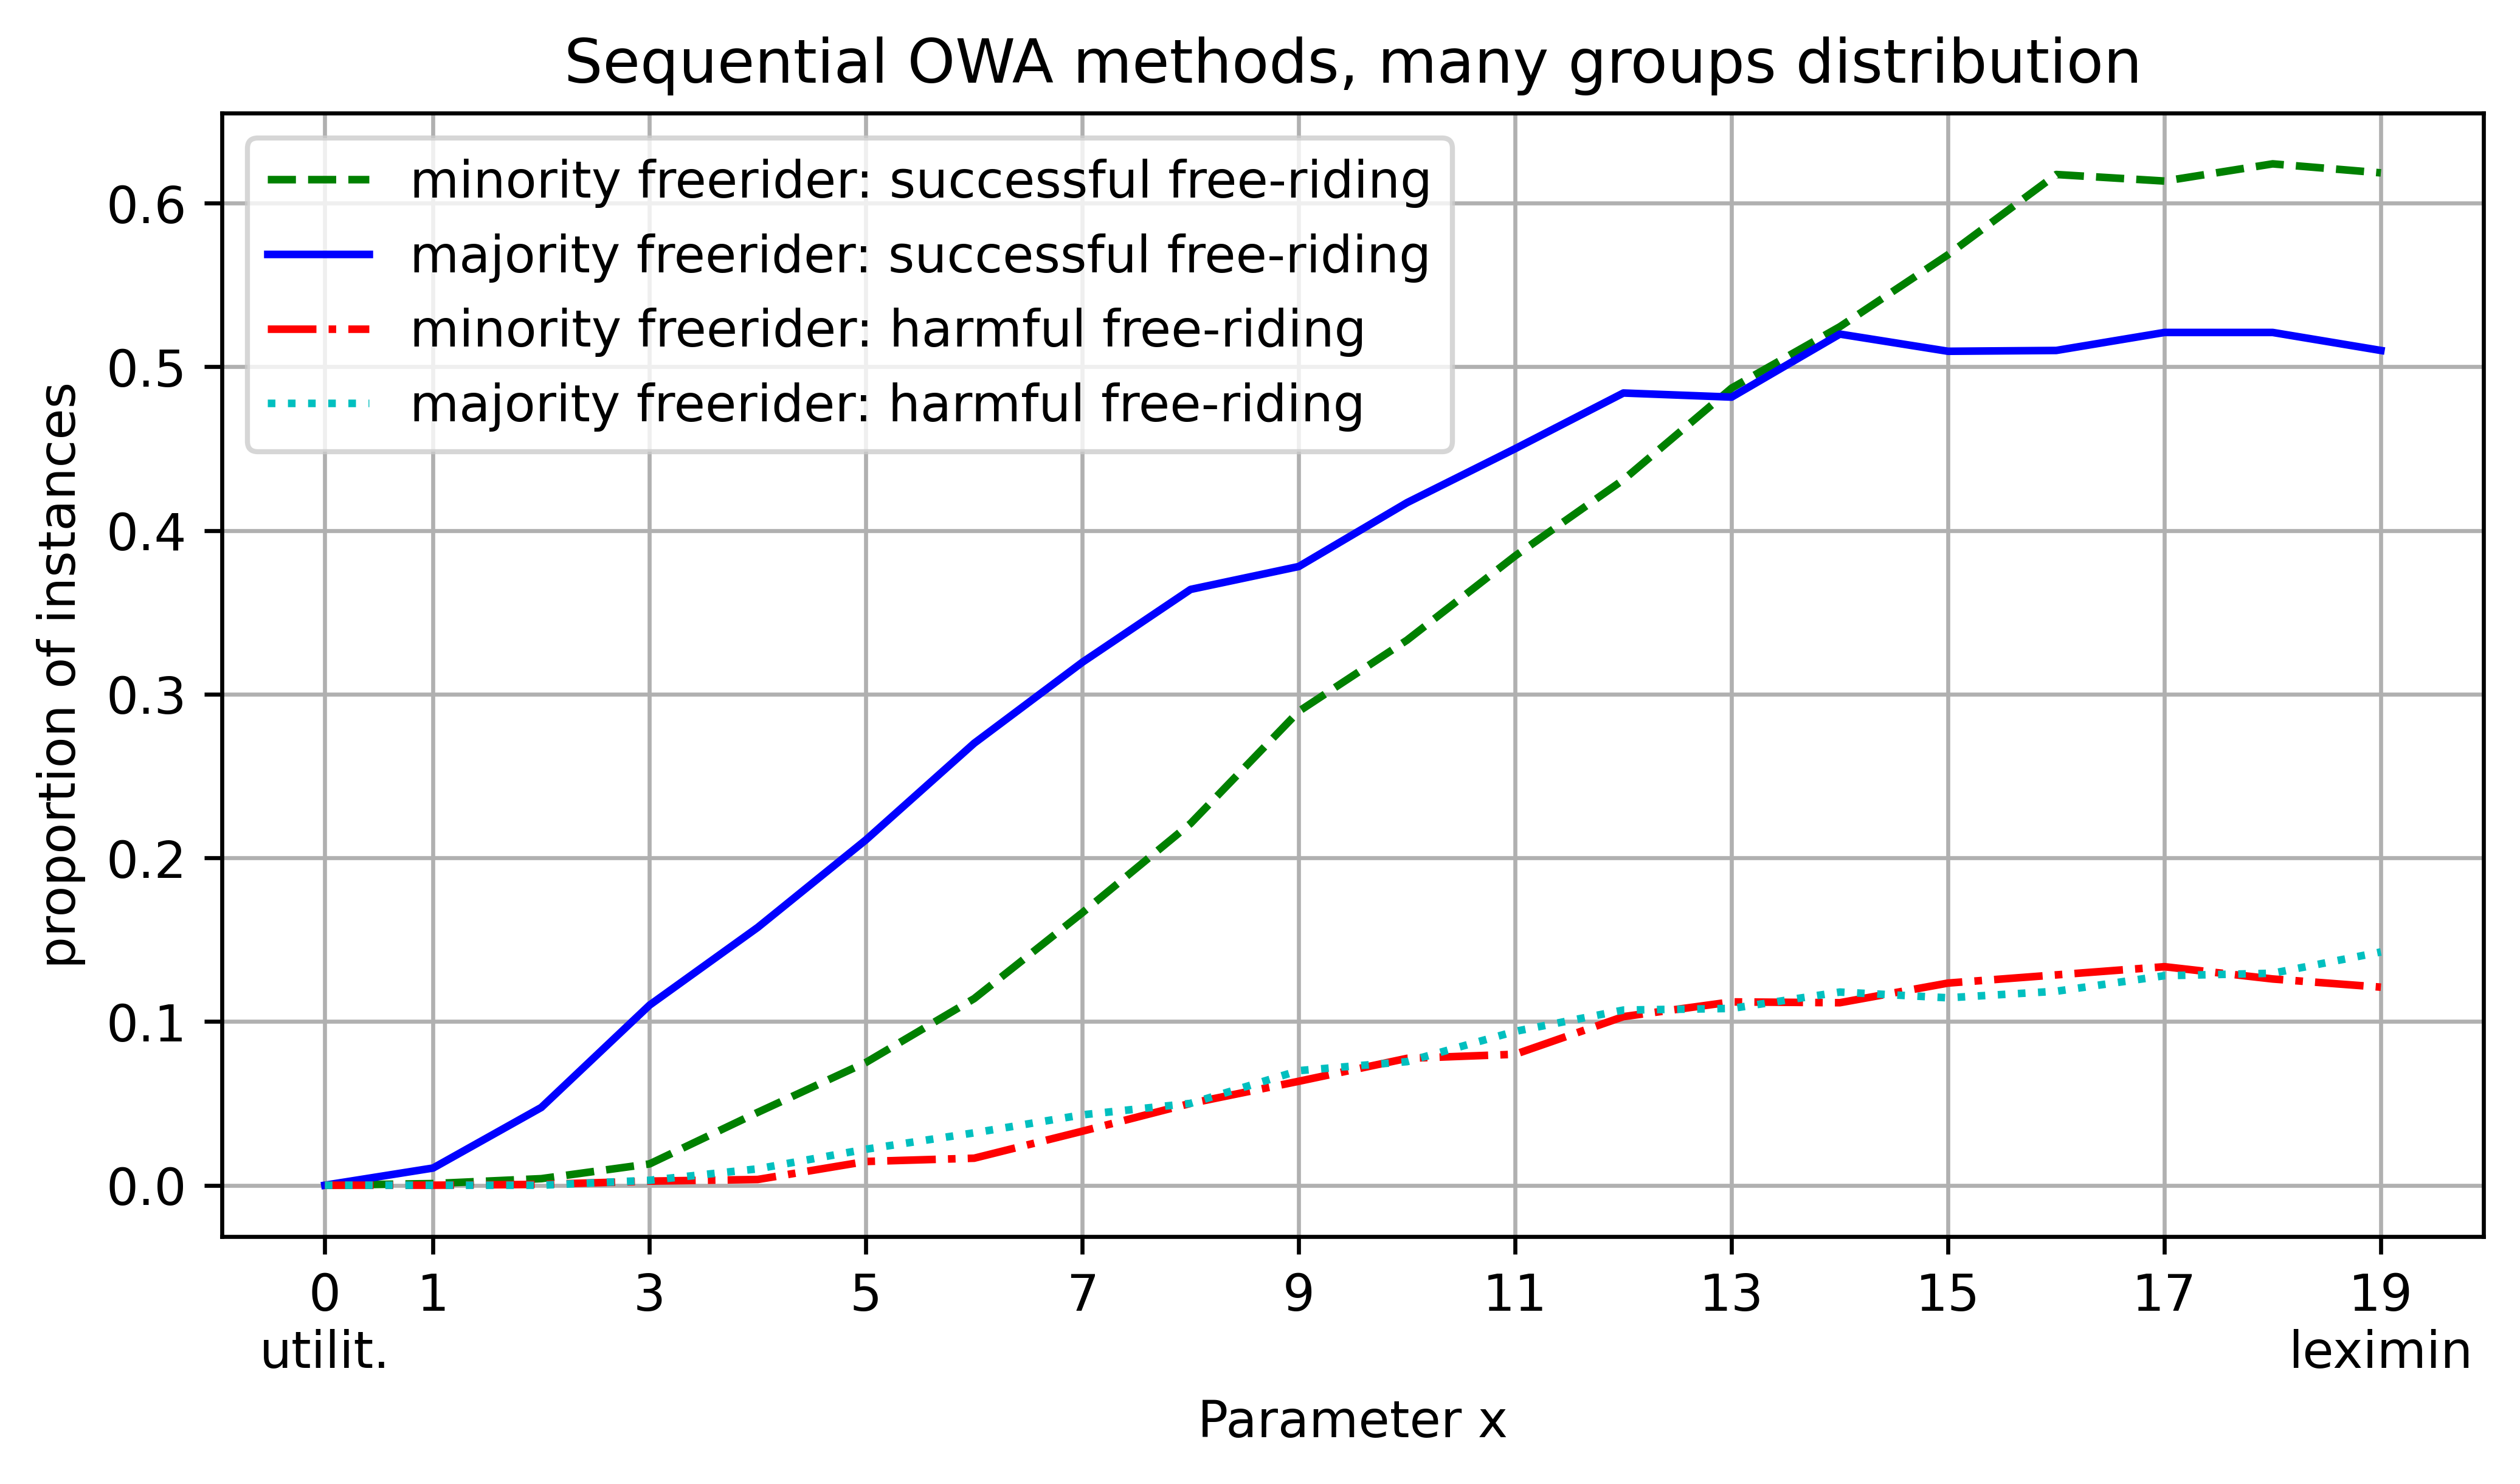 Sequential OWA methods, many groups distribution
minority freerider: successful free-riding
majority freerider: successful free-riding
minority freerider: harmful free-riding
majority freerider: harmful free-riding
proportion of instances
0.6
0.5
0.4
0.3
0.2
0.1
0.0
0 1 3 5 7 9 11 13 15 17 19
utilit. leximin
Parameter x